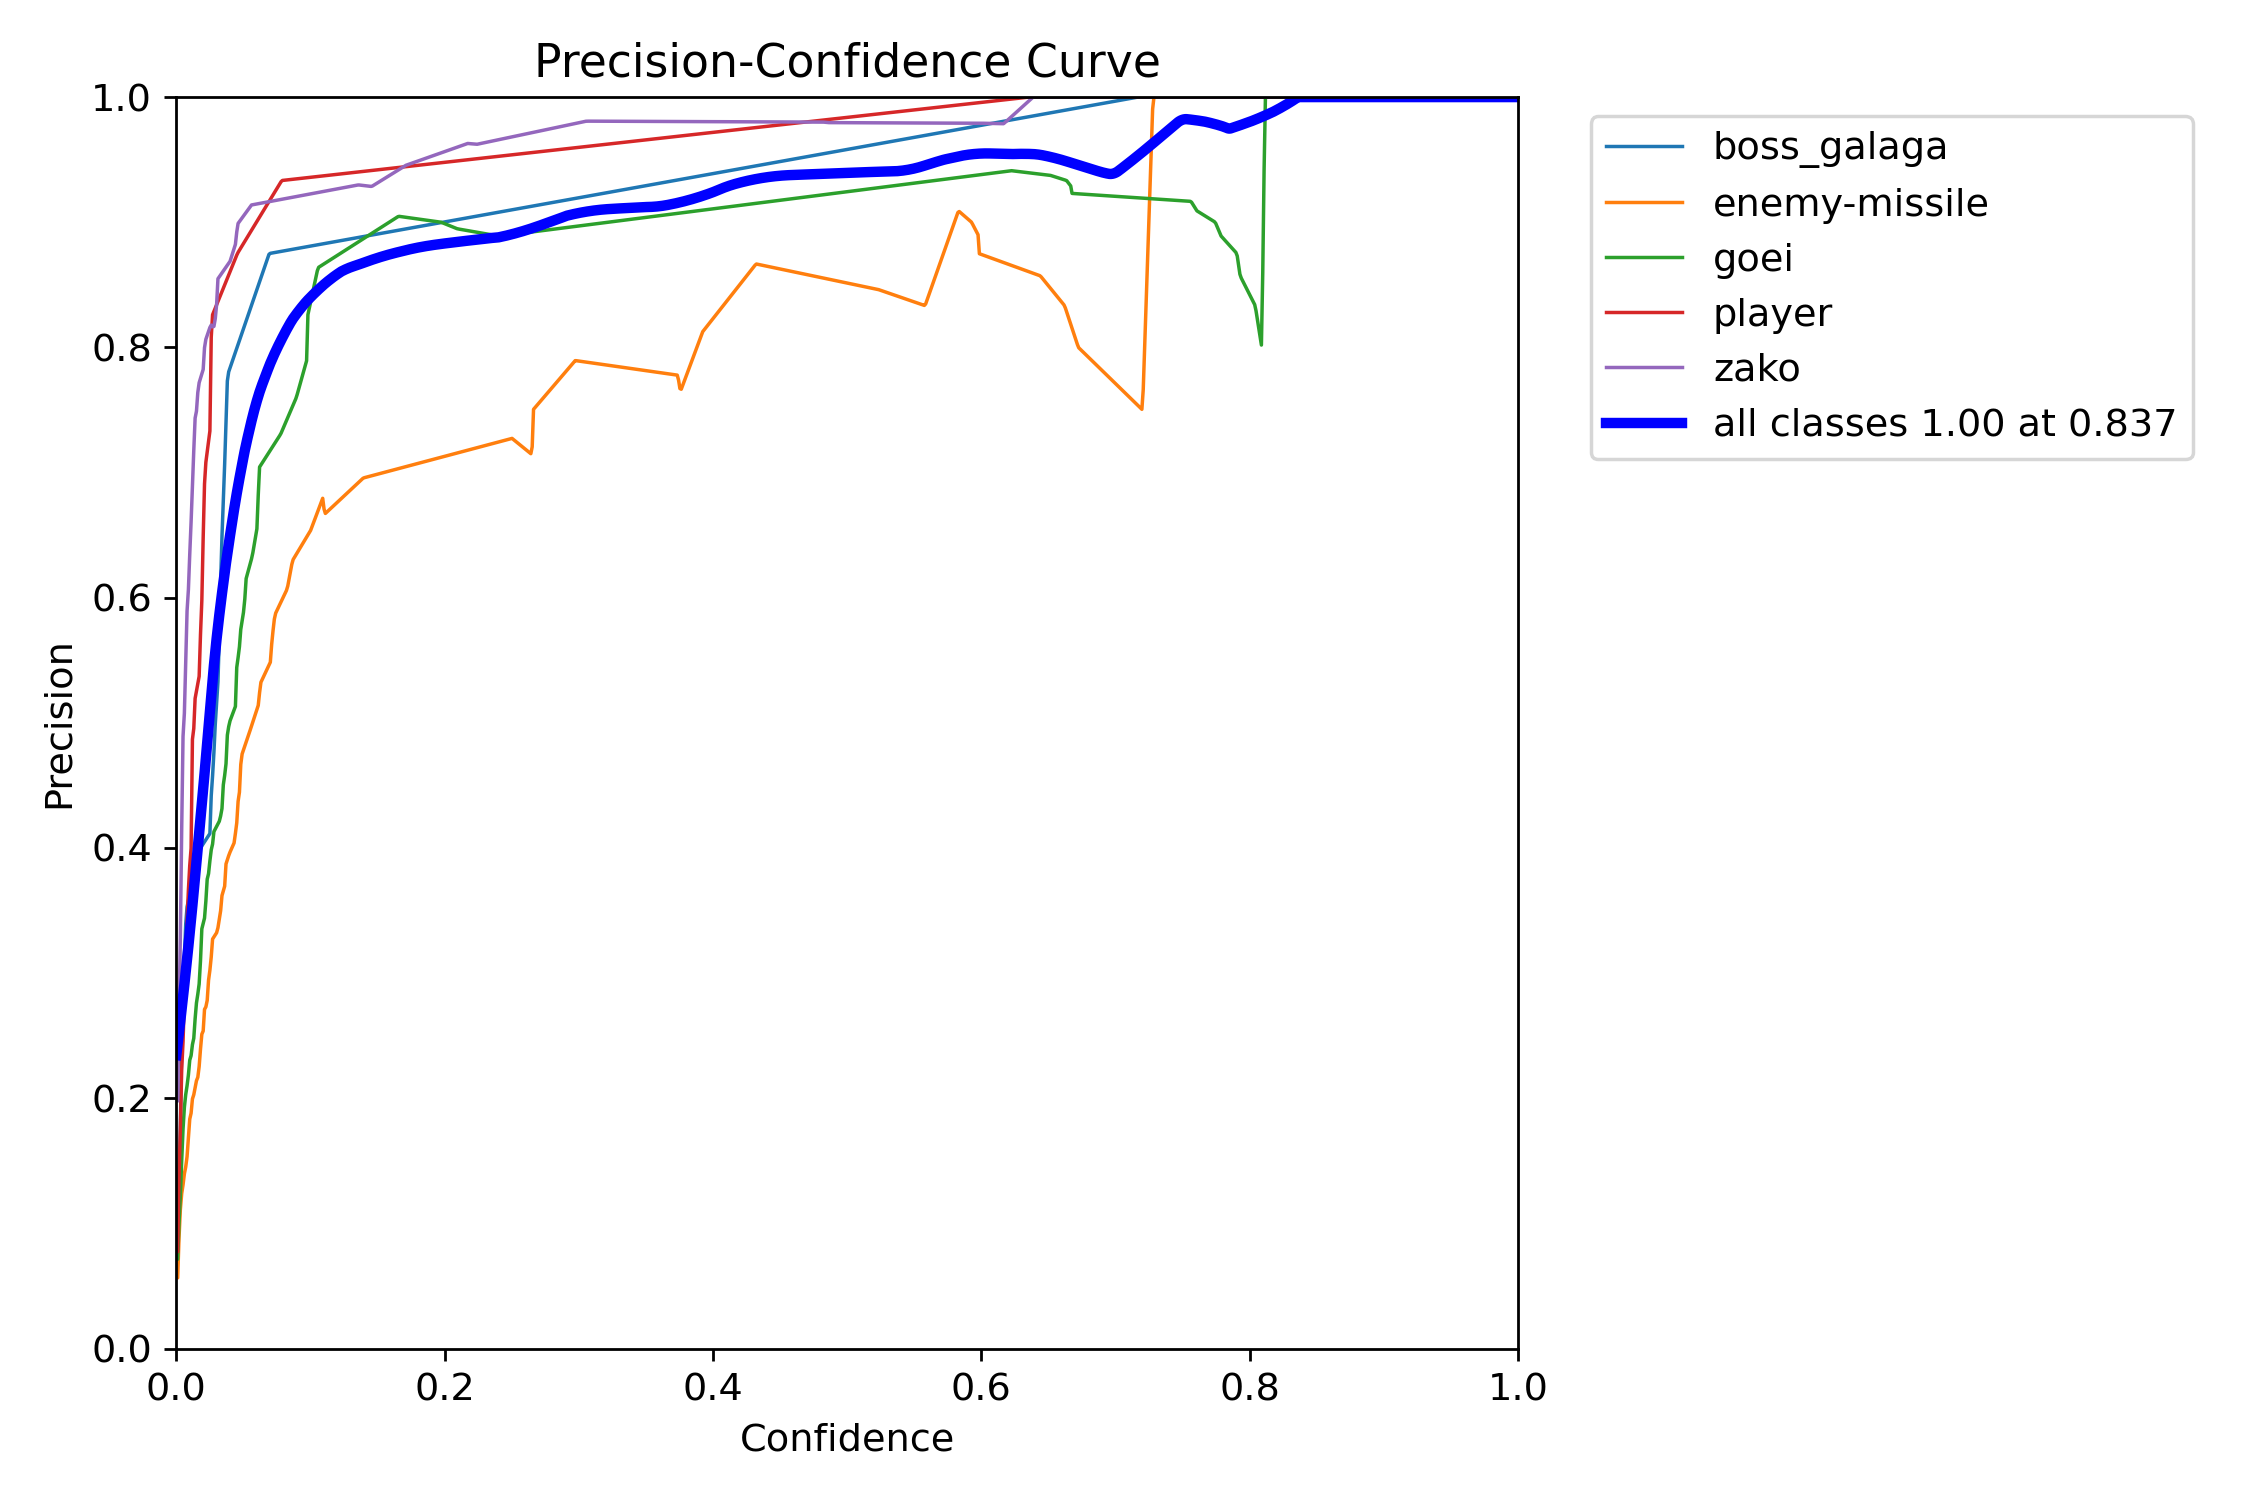 Precision-Confidence Curve
1.0
0.8
0.6
0.4
0.2
0.0
Precision
0.0 0.2 0.4 0.6 0.8 1.0
Confidence
boss_galaga
enemy-missile
goei
player
zako
all classes 1.00 at 0.837